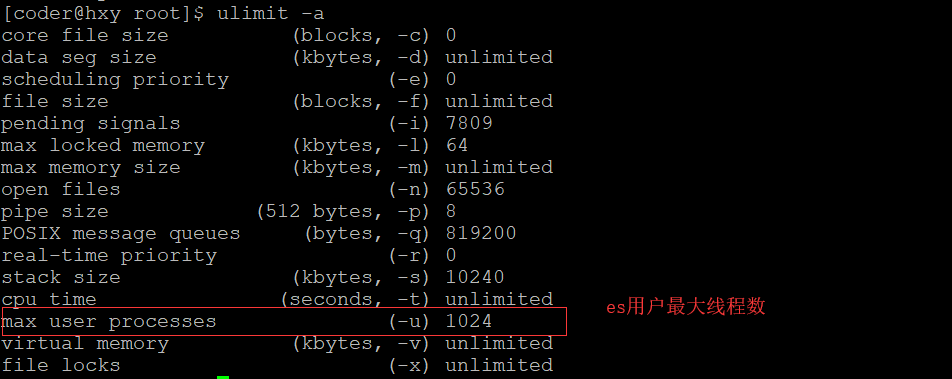 [coder@hxy root]$ ulimit -a
core file size          (blocks, -c) 0
data seg size           (kbytes, -d) unlimited
scheduling priority             (-e) 0
file size               (blocks, -f) unlimited
pending signals                 (-i) 7809
max locked memory       (kbytes, -l) 64
max memory size         (kbytes, -m) unlimited
open files                      (-n) 65536
pipe size            (512 bytes, -p) 8
POSIX message queues     (bytes, -q) 819200
real-time priority              (-r) 0
stack size              (kbytes, -s) 10240
cpu time               (seconds, -t) unlimited
max user processes              (-u) 1024
es用户最大线程数
virtual memory          (kbytes, -v) unlimited
file locks                      (-x) unlimited